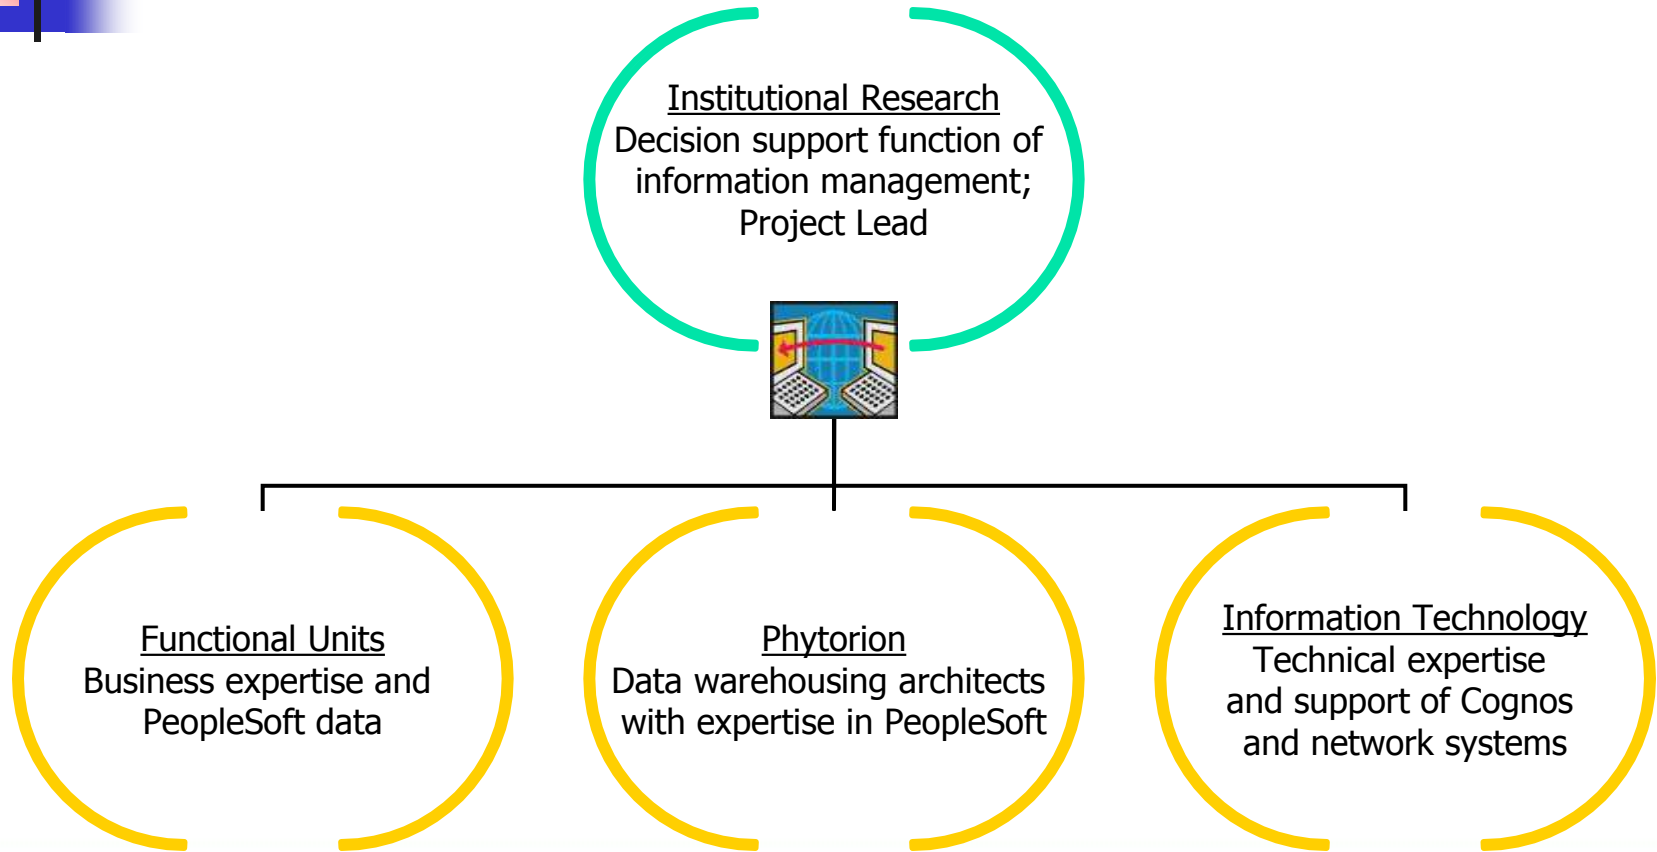 Institutional Research
Decision support function of
information management;
Project Lead
Functional Units
Business expertise and
PeopleSoft data
Phytorion
Data warehousing architects
with expertise in PeopleSoft
Information Technology
Technical expertise
and support of Cognos
and network systems